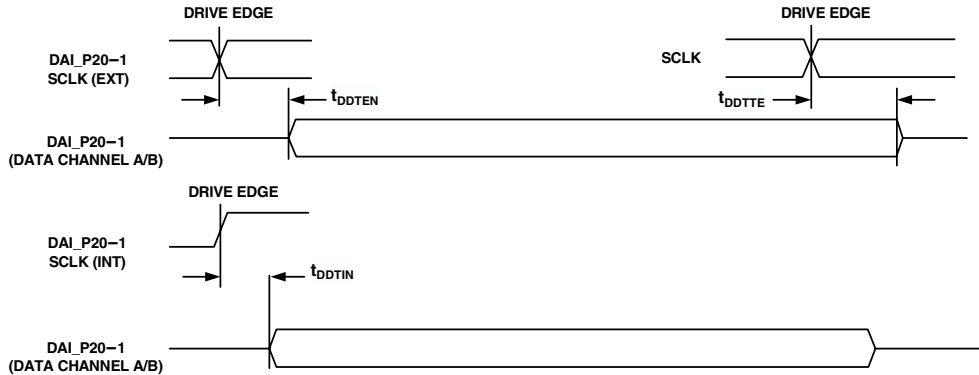 DRIVE EDGE
DRIVE EDGE
DAI_P20–1
SCLK (EXT)
SCLK
tDDTEN
tDDTTE
DAI_P20–1
(DATA CHANNEL A/B)
DRIVE EDGE
DAI_P20–1
SCLK (INT)
tDDTIN
DAI_P20–1
(DATA CHANNEL A/B)